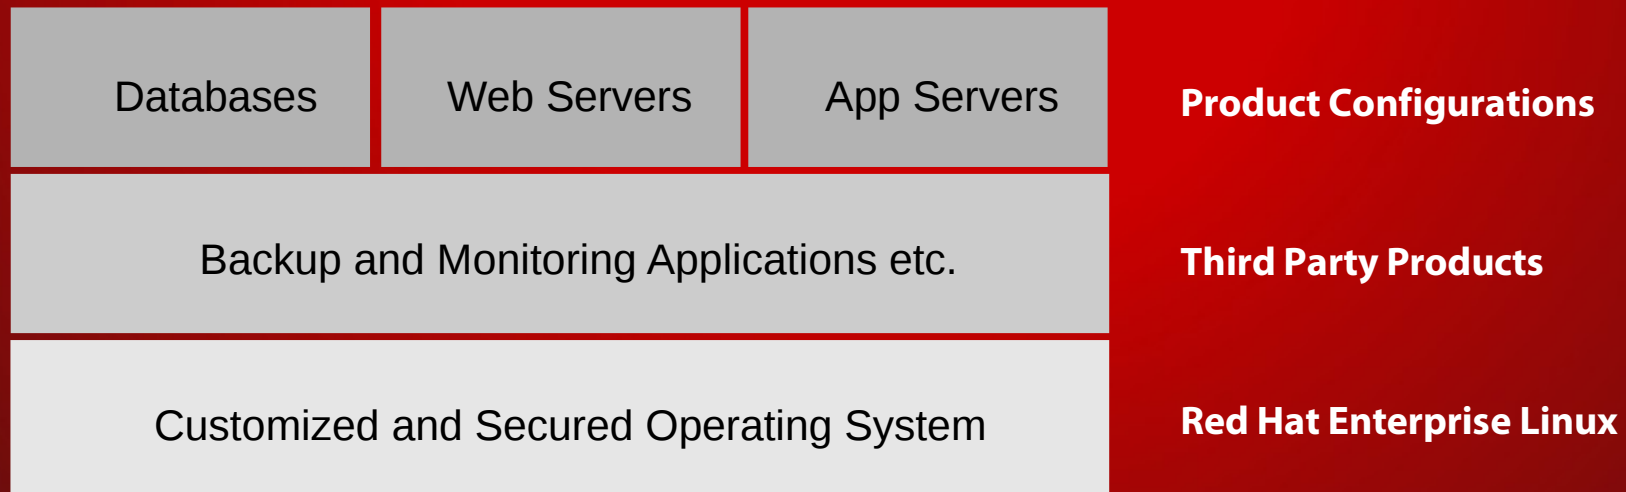 Databases
Web Servers
App Servers
Product Configurations
Backup and Monitoring Applications etc.
Third Party Products
Customized and Secured Operating System
Red Hat Enterprise Linux